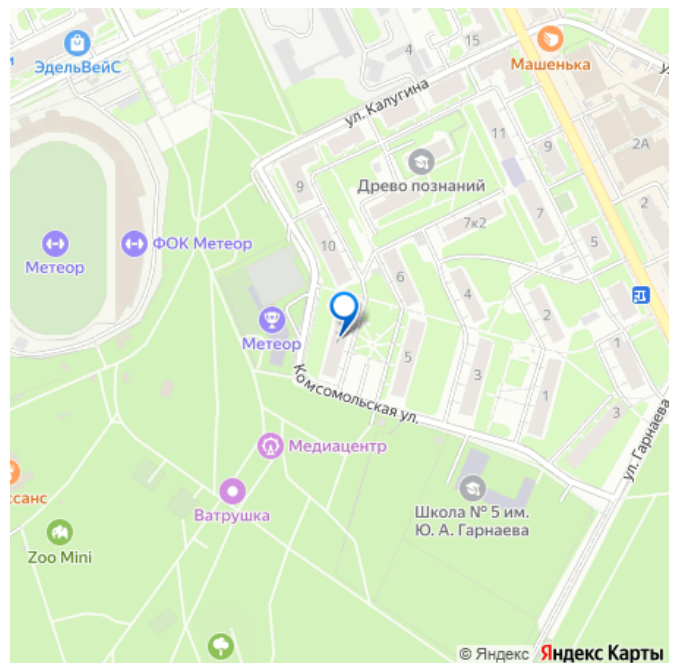 4
15
ЭдельВейС
Машенька
ул. Калугина
11
9
2А
Древо познаний
9
7к2
7
2
10
5
ФОК Метеор
Метеор
6
4
2
Метеор
1
5
3
1
3
Комсомольская ул.
ул. Гарнаева
Медиацентр
ссанс
Ватрушка
Школа № 5 им.
Ю. А. Гарнаева
Zoo Mini
© Яндекс Яндекс Карты